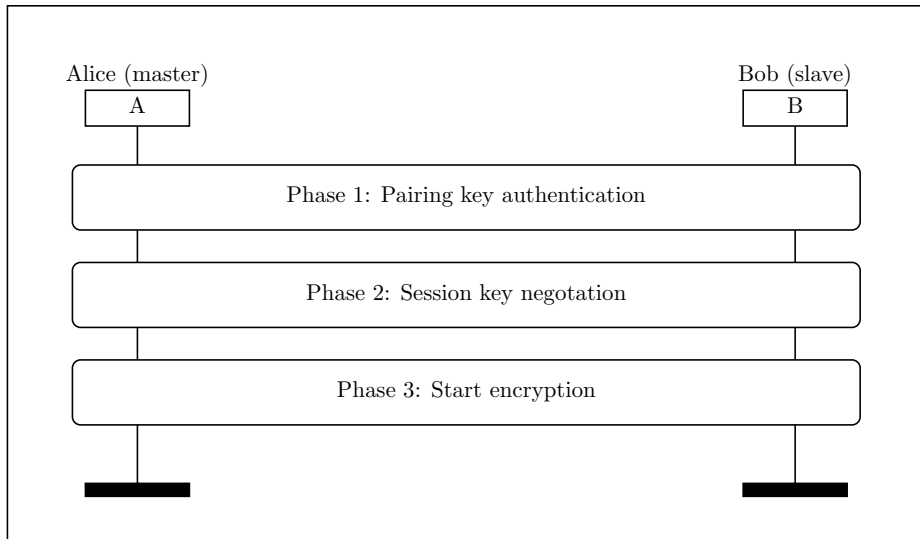 Alice (master)
Bob (slave)
A
B
Phase 1: Pairing key authentication
Phase 2: Session key negotation
Phase 3: Start encryption